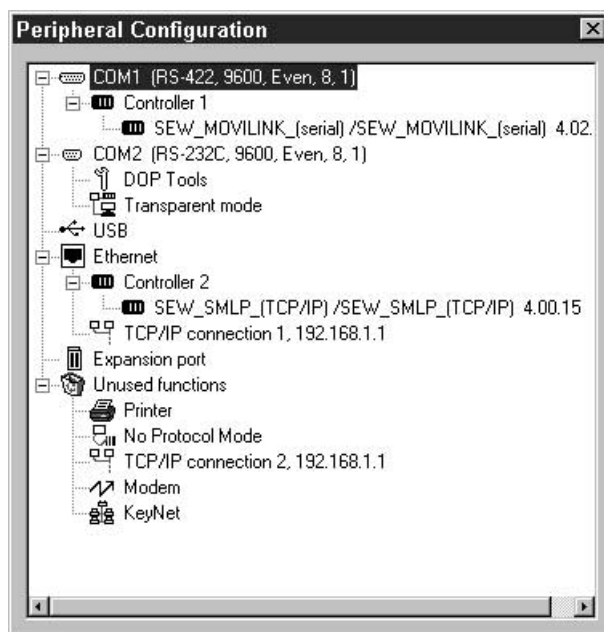 Peripheral Configuration
COM1 (RS-422, 9600, Even, 8, 1)
Controller 1
SEW_MOVILINK_(serial) /SEW_MOVILINK_(serial) 4.02.
COM2 (RS-232C, 9600, Even, 8, 1)
DOP Tools
Transparent mode
USB
Ethernet
Controller 2
SEW_SMLP_(TCP/IP) /SEW_SMLP_(TCP/IP) 4.00.15
TCP/IP connection 1, 192.168.1.1
Expansion port
Unused functions
Printer
No Protocol Mode
TCP/IP connection 2, 192.168.1.1
Modem
KeyNet